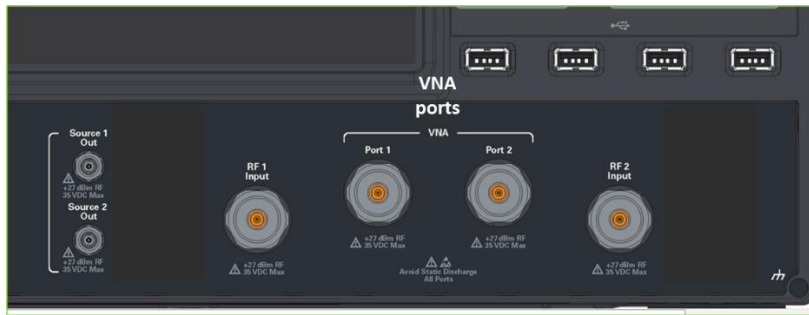 VNA
ports
Source 1
Out
+27 dBm RF
35 VDC Max
Source 2
Out
+27 dBm RF
35 VDC Max
RF 1
Input
+27 dBm RF
35 VDC Max
VNA
Port 1
+27 dBm RF
35 VDC Max
Port 2
+27 dBm RF
35 VDC Max
Avoid Static Discharge
All Ports
RF 2
Input
+27 dBm RF
35 VDC Max